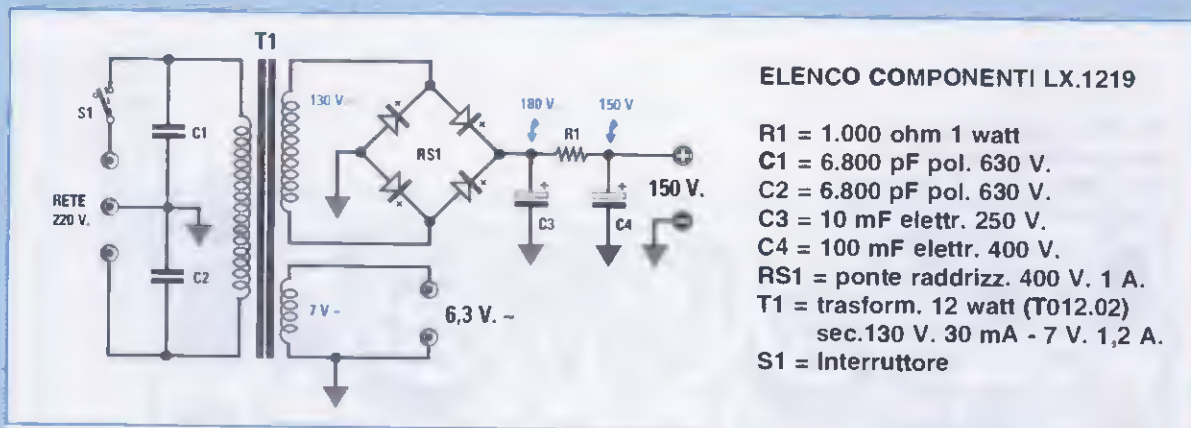 T1
S1
C1
RETE
220 V.
C2
130 V~
RS1
180 V~
R1
150 V
150 V.
C3
C4
7 V~
6,3 V. ~
ELENCO COMPONENTI LX.1219
R1 = 1.000 ohm 1 watt
C1 = 6.800 pF pol. 630 V.
C2 = 6.800 pF pol. 630 V.
C3 = 10 mF elettr. 250 V.
C4 = 100 mF elettr. 400 V.
RS1 = ponte raddrizz. 400 V. 1 A.
T1 = trasform. 12 watt (T012.02)
sec.130 V. 30 mA - 7 V. 1,2 A.
S1 = Interruttore